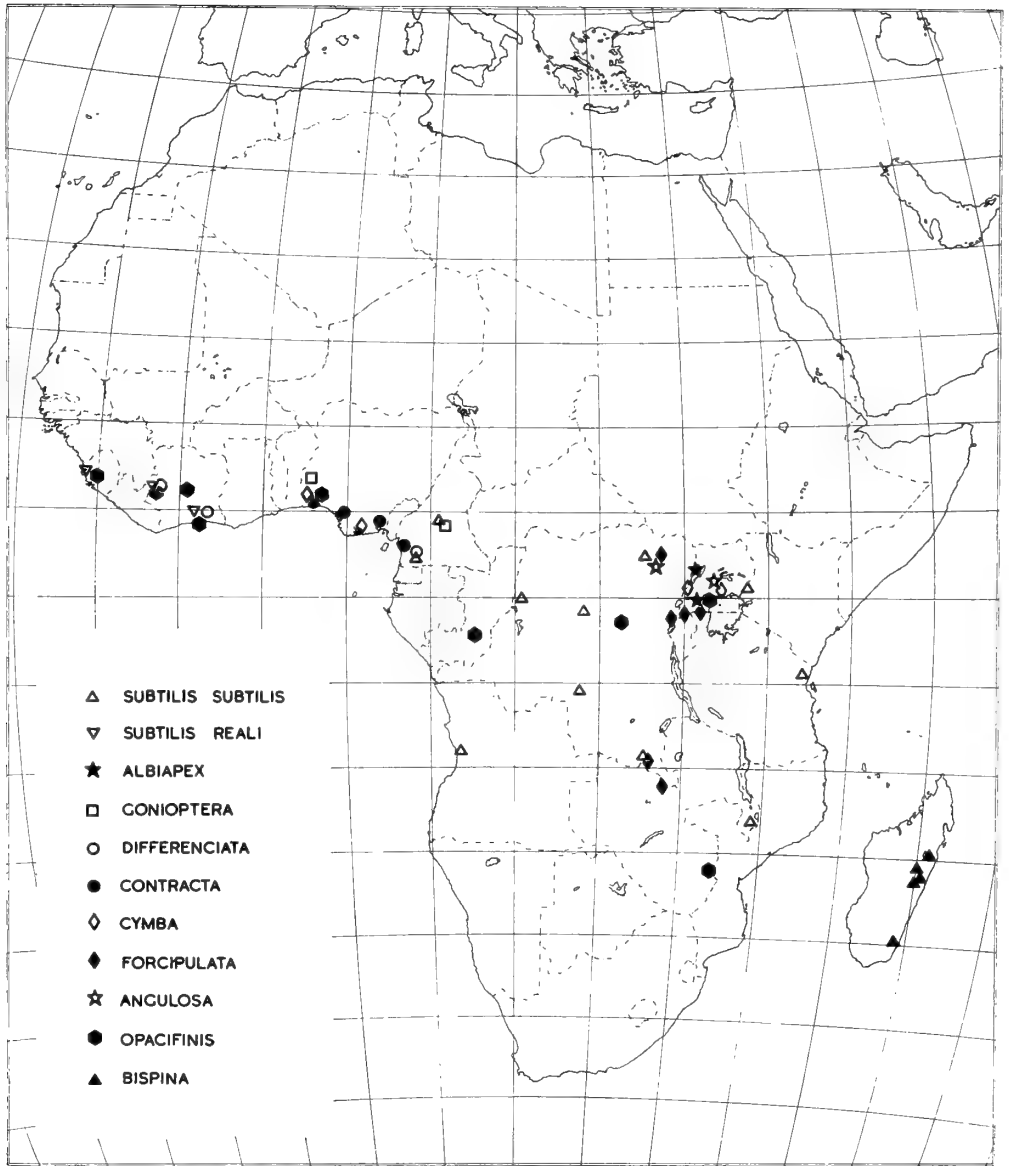 SUBTILIS SUBTILIS
SUBTILIS REALI
ALBIAPEX
GONIOPTERA
DIFFERENCIATA
CONTRACTA
CYMBA
FORCIPULATA
ANGULOSA
OPACIFINIS
BISPINA